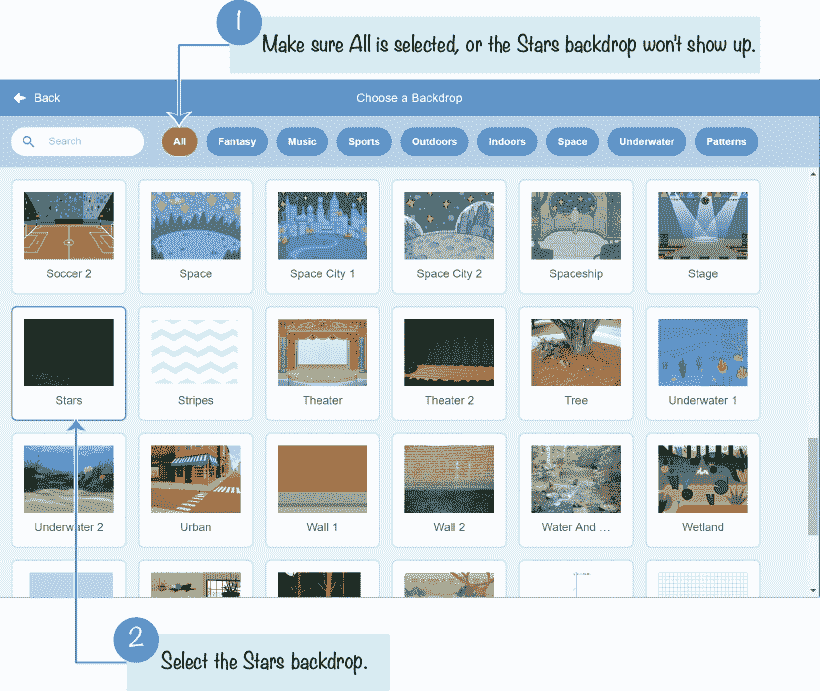 1
Make sure All is selected, or the Stars backdrop won't show up.
Back
Choose a Backdrop
Search
All
Fantasy
Music
Sports
Outdoors
Indoors
Space
Underwater
Patterns
Soccer 2
Space
Space City 1
Space City 2
Spaceship
Stage
Stars
Stripes
Theater
Theater 2
Tree
Underwater 1
Underwater 2
Urban
Wall 1
Wall 2
Water And ...
Wetland
2
Select the Stars backdrop.